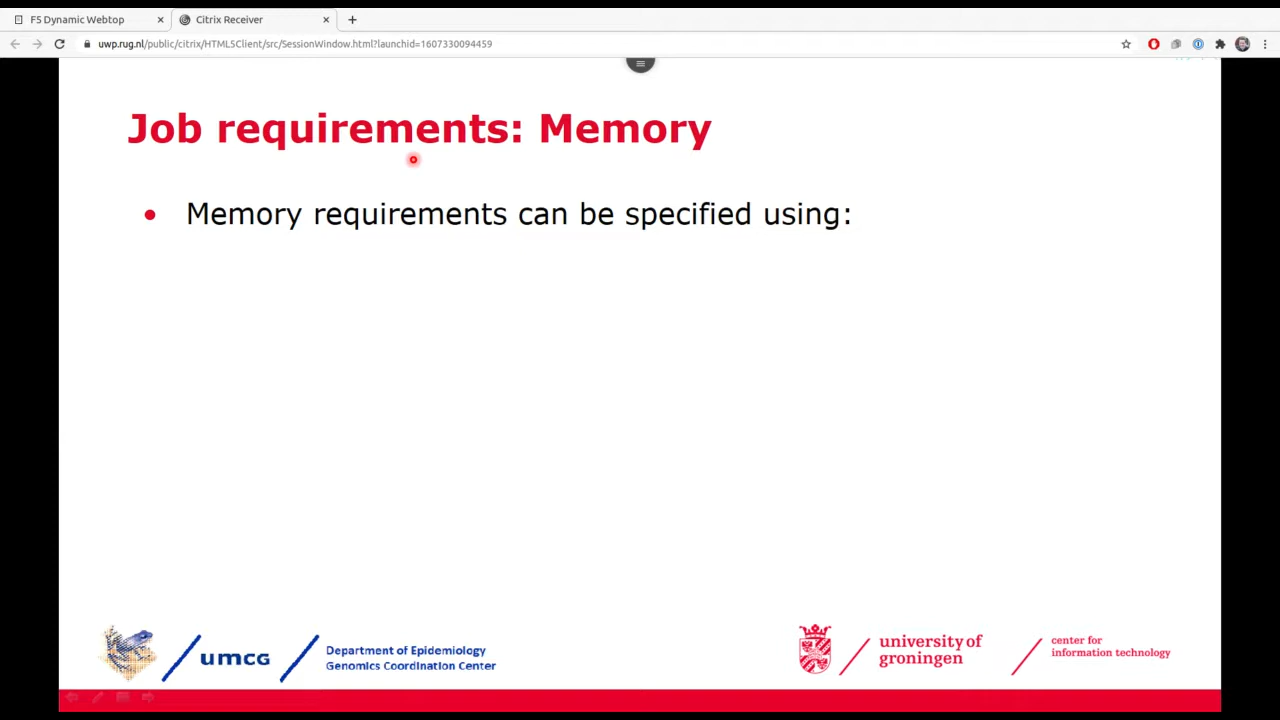 F5 Dynamic Webtop
Citrix Receiver
uwp.rug.nl/public/citrix/HTML5Client/src/SessionWindow.html?launchid=1607330094459
Job requirements: Memory
Memory requirements can be specified using:
umcg
Department of Epidemiology
Genomics Coordination Center
university of
groningen
center for
information technology